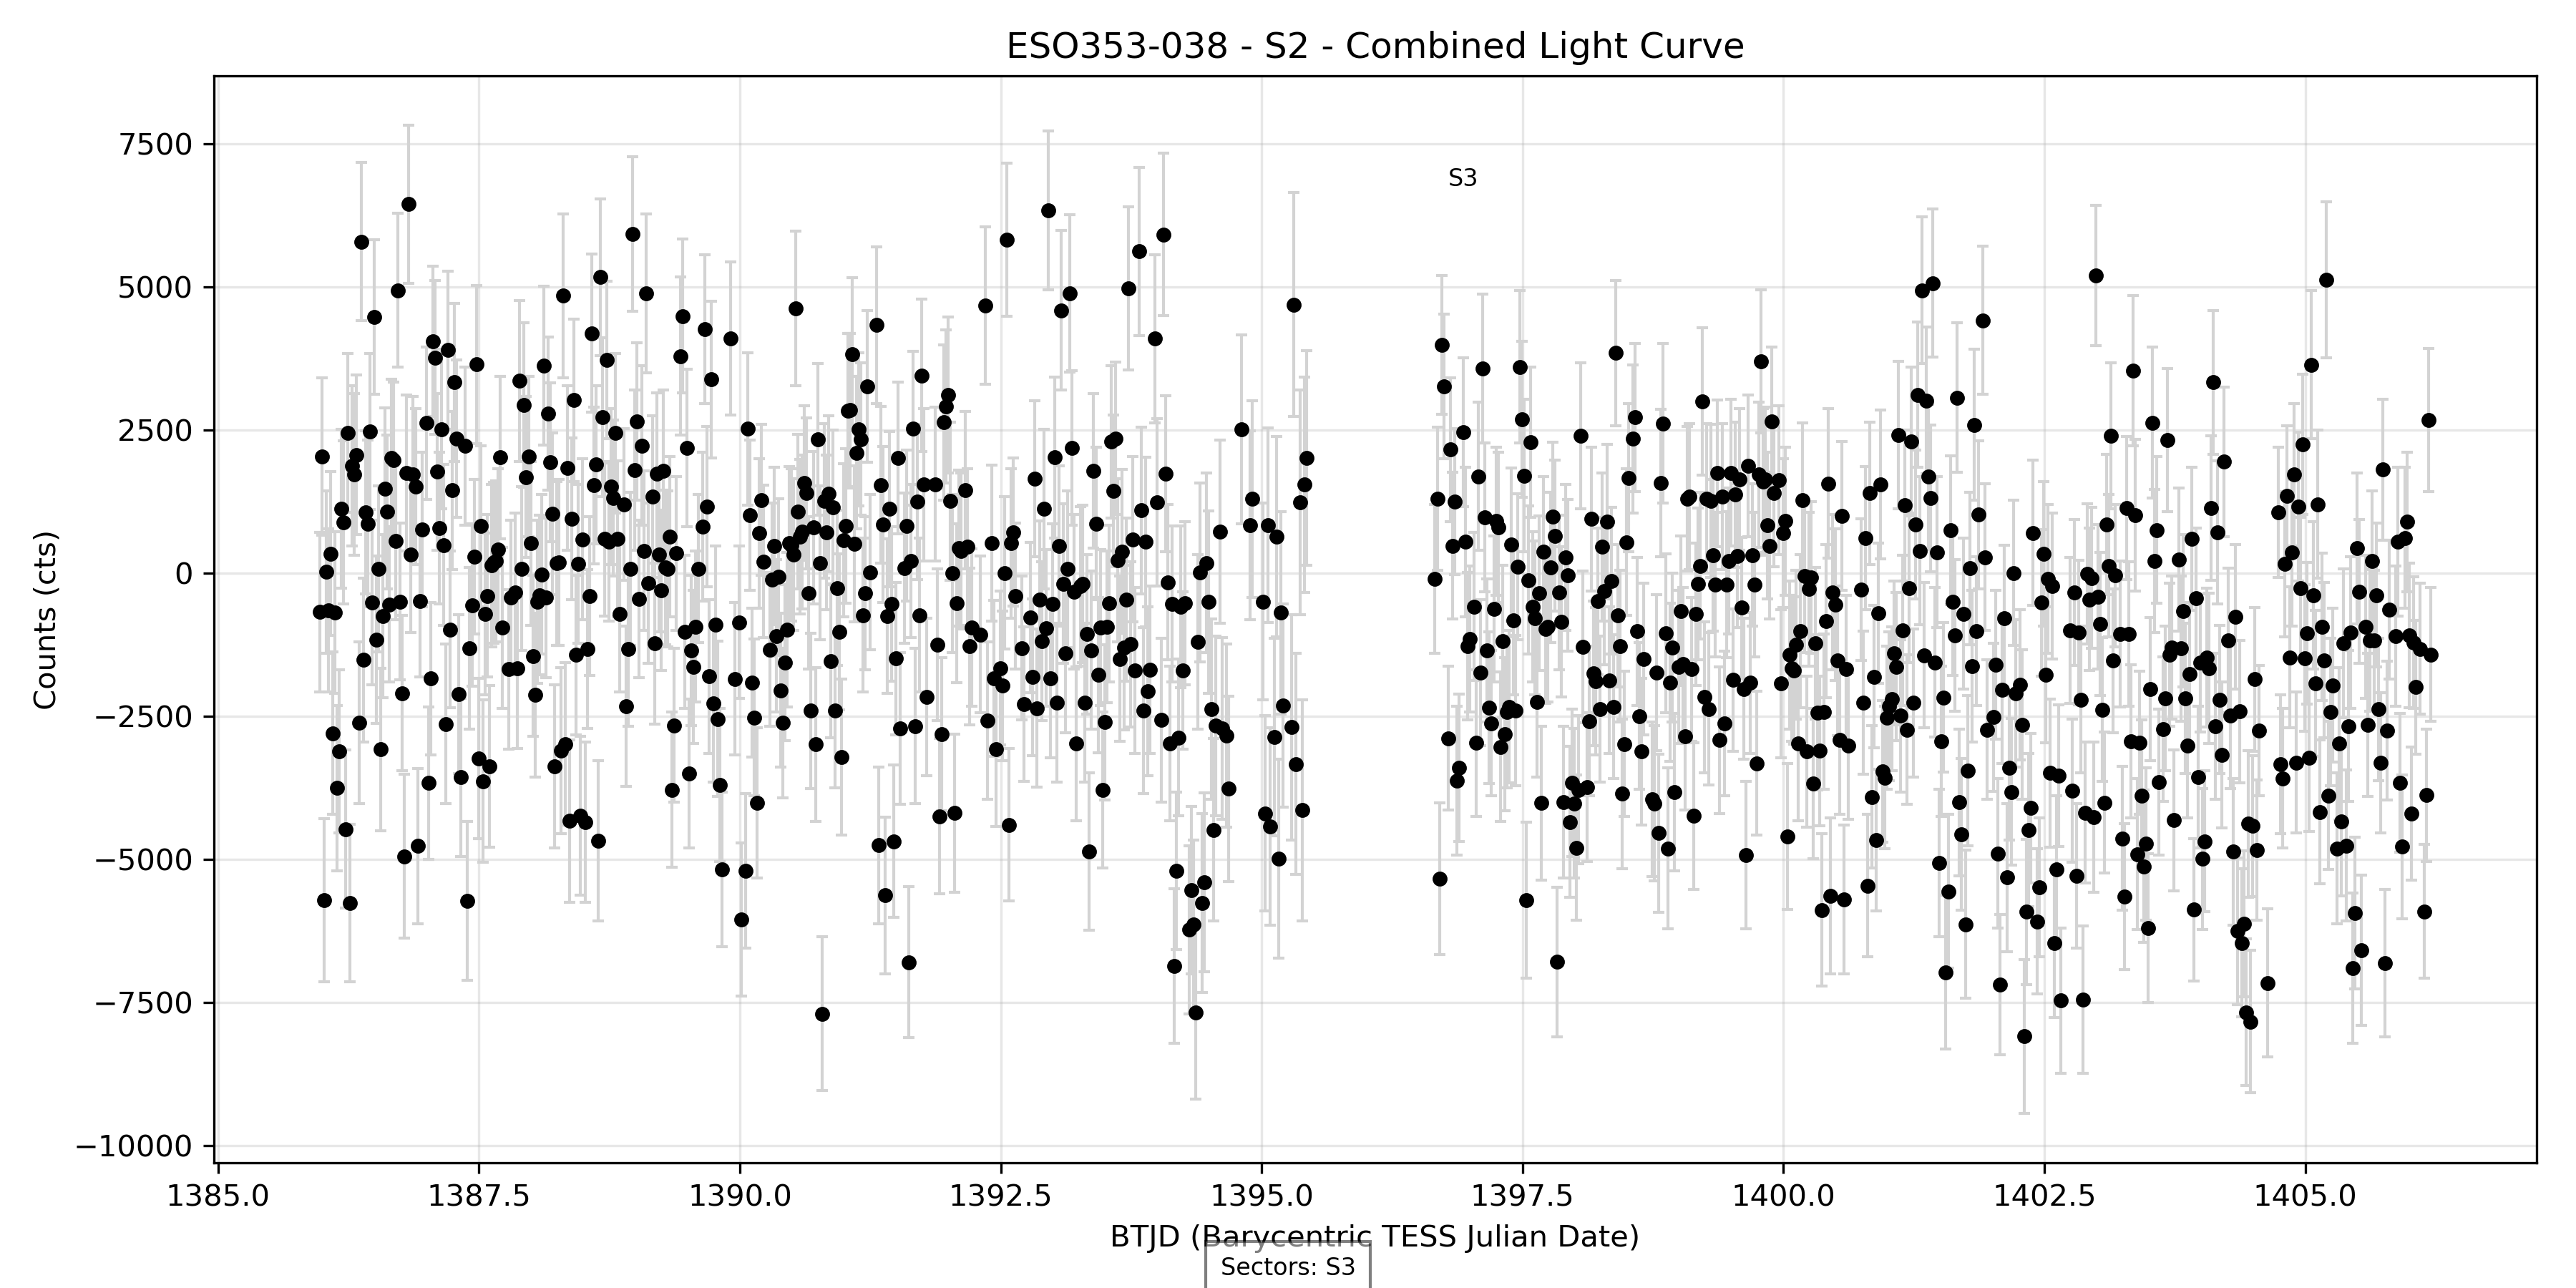 ESO353-038 - S2 - Combined Light Curve
7500
5000
2500
0
−2500
−5000
−7500
−10000
Counts (cts)
S3
1385.0 1387.5 1390.0 1392.5 1395.0 1397.5 1400.0 1402.5 1405.0
BTJD (Barycentric TESS Julian Date)
Sectors: S3